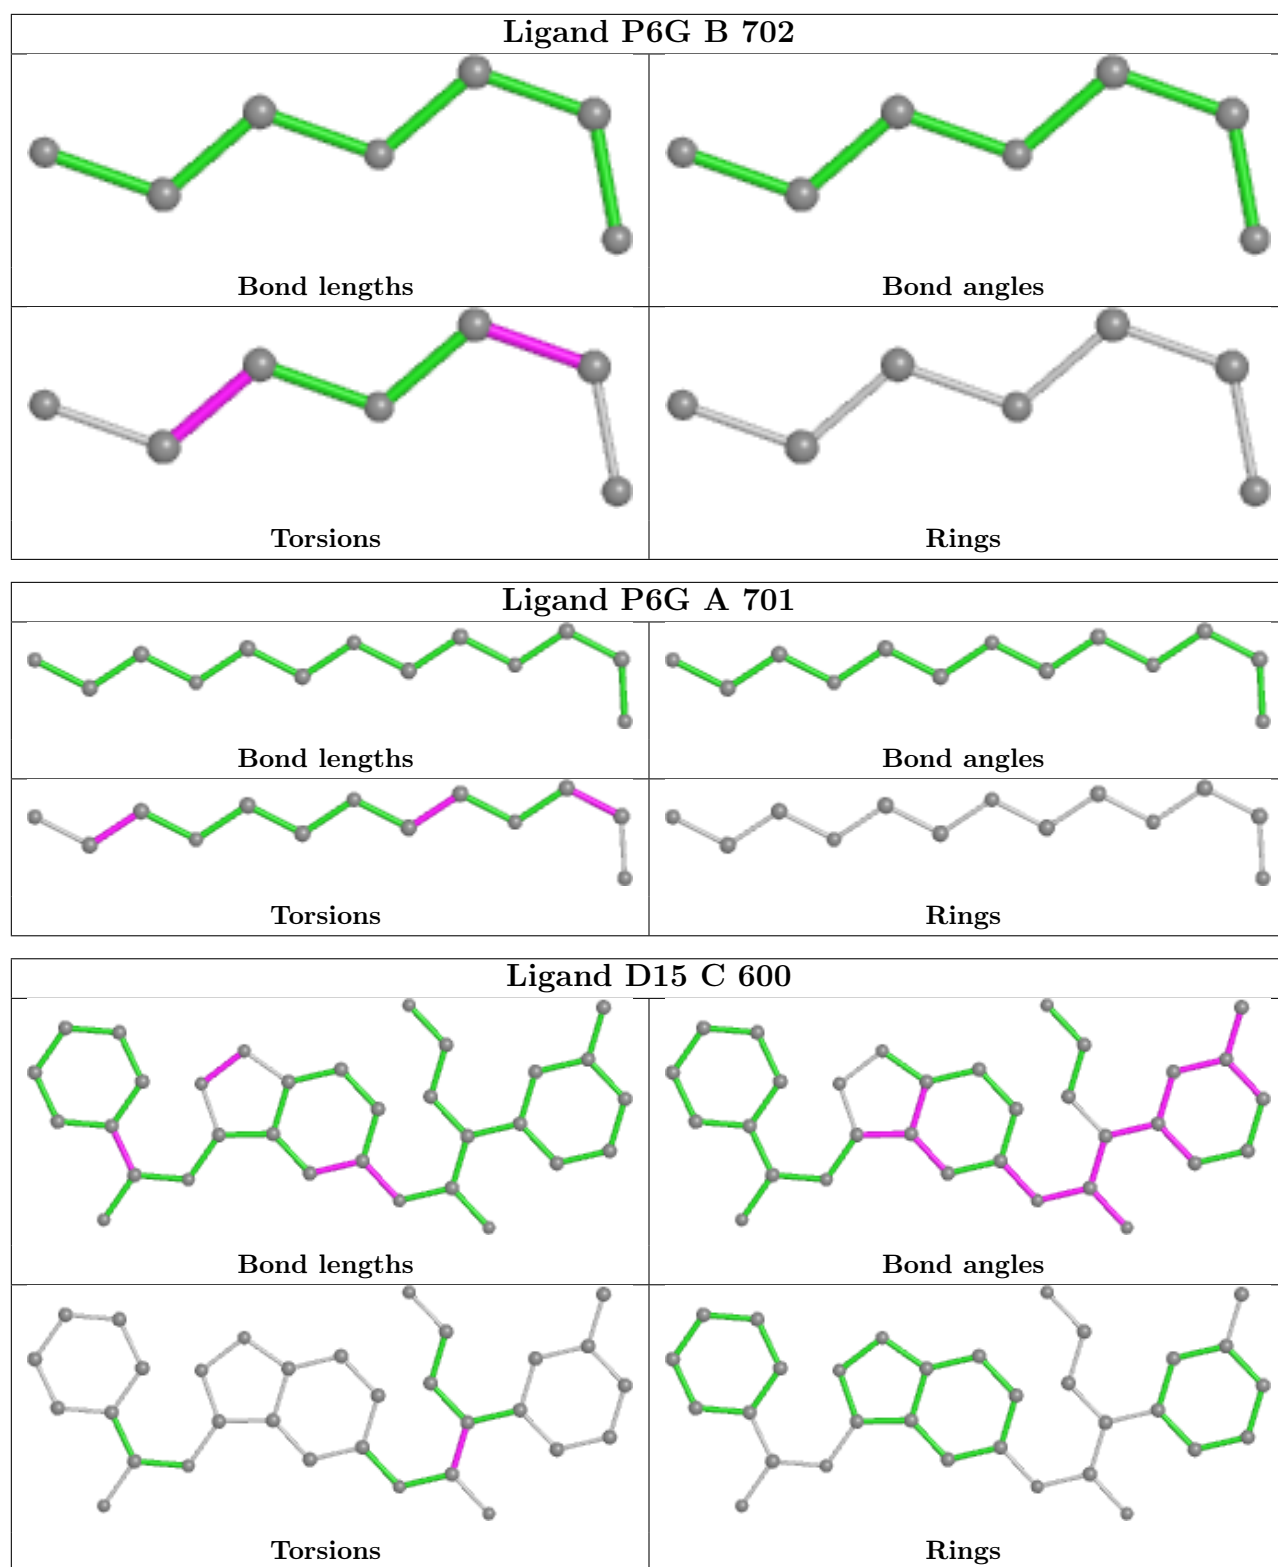 Ligand P6G B 702
Bond lengths
Bond angles
Torsions
Rings
Ligand P6G A 701
Bond lengths
Bond angles
Torsions
Rings
Ligand D15 C 600
Bond lengths
Bond angles
Torsions
Rings